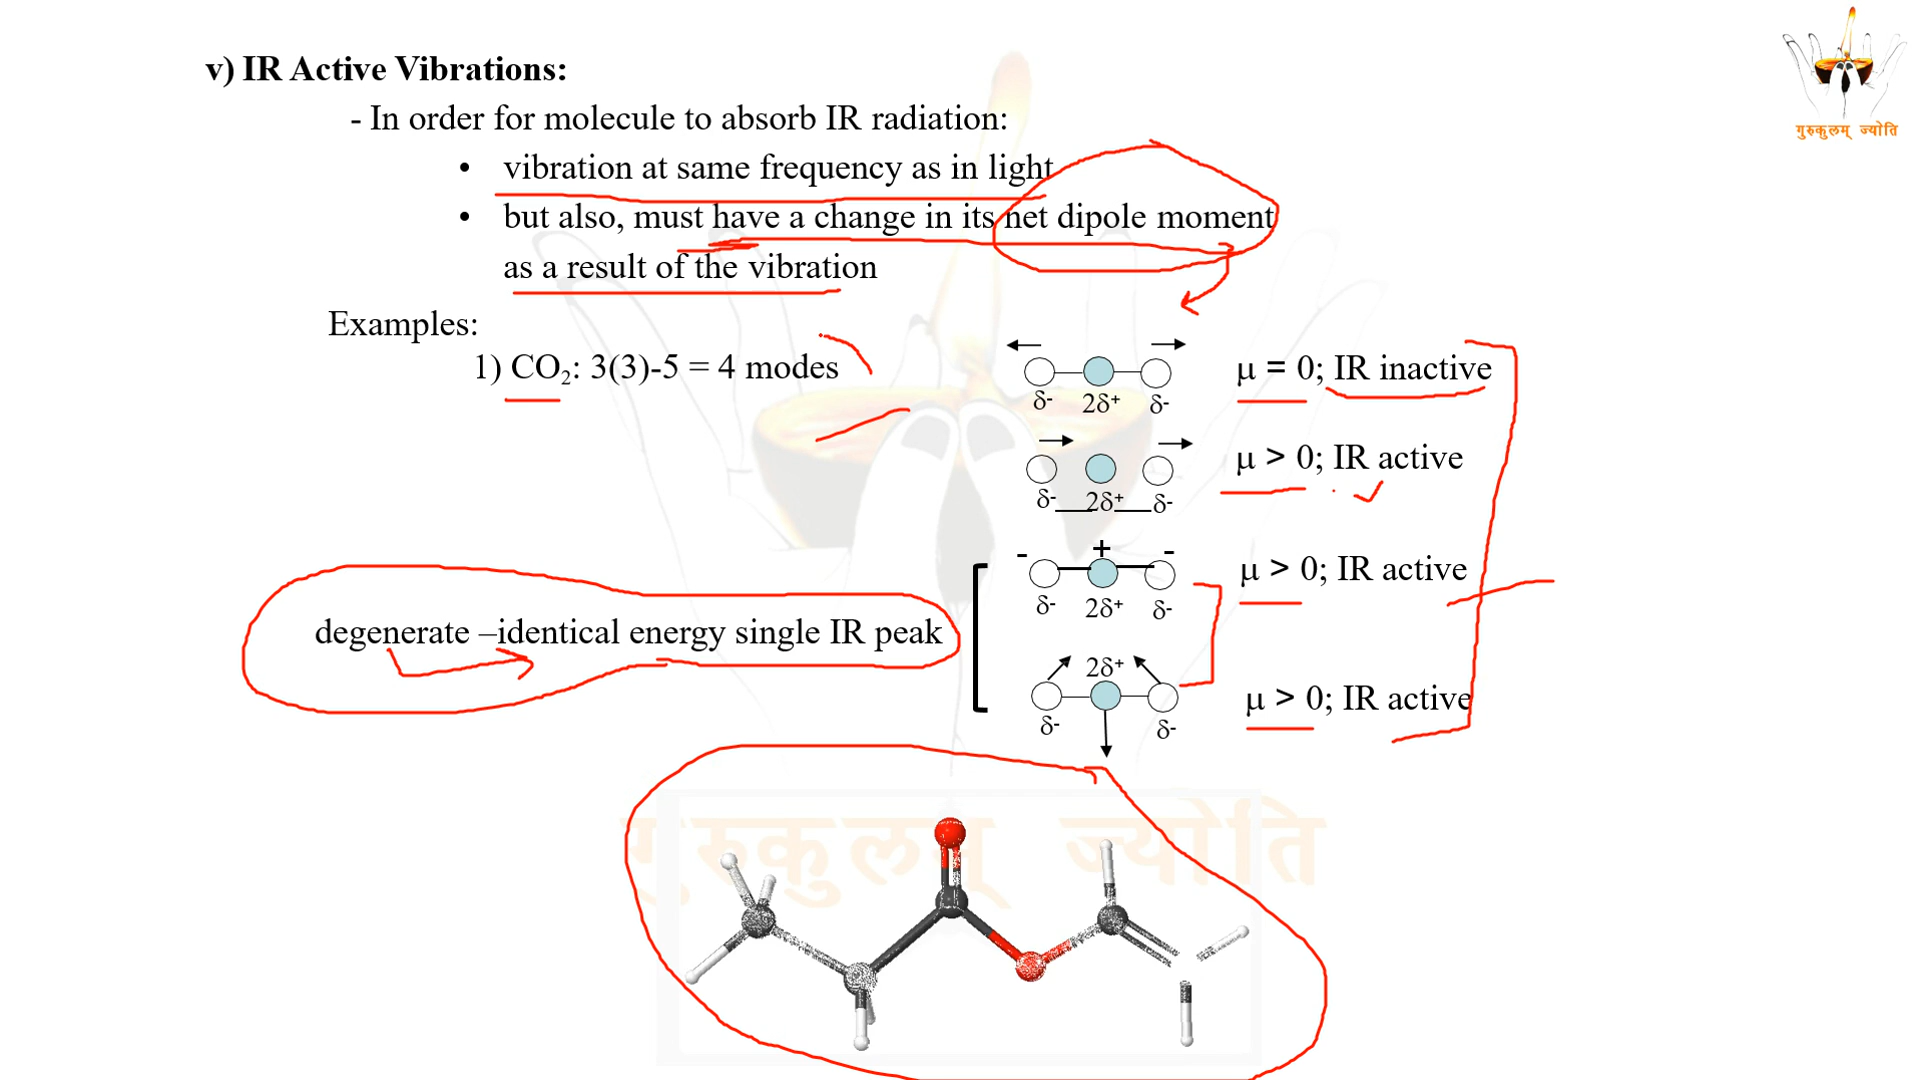 v) IR Active Vibrations:
- In order for molecule to absorb IR radiation:
• vibration at same frequency as in light
• but also, must have a change in its net dipole moment
as a result of the vibration
Examples:
1) CO₂: 3(3)-5 = 4 modes
δ- 2δ+ δ-
μ = 0; IR inactive
δ- 2δ+ δ-
μ > 0; IR active
- + -
δ- 2δ+ δ-
μ > 0; IR active
degenerate –identical energy single IR peak
2δ+
δ- δ-
μ > 0; IR active
गुरुकुलम् ज्योति
गुरुकुलम् ज्योति